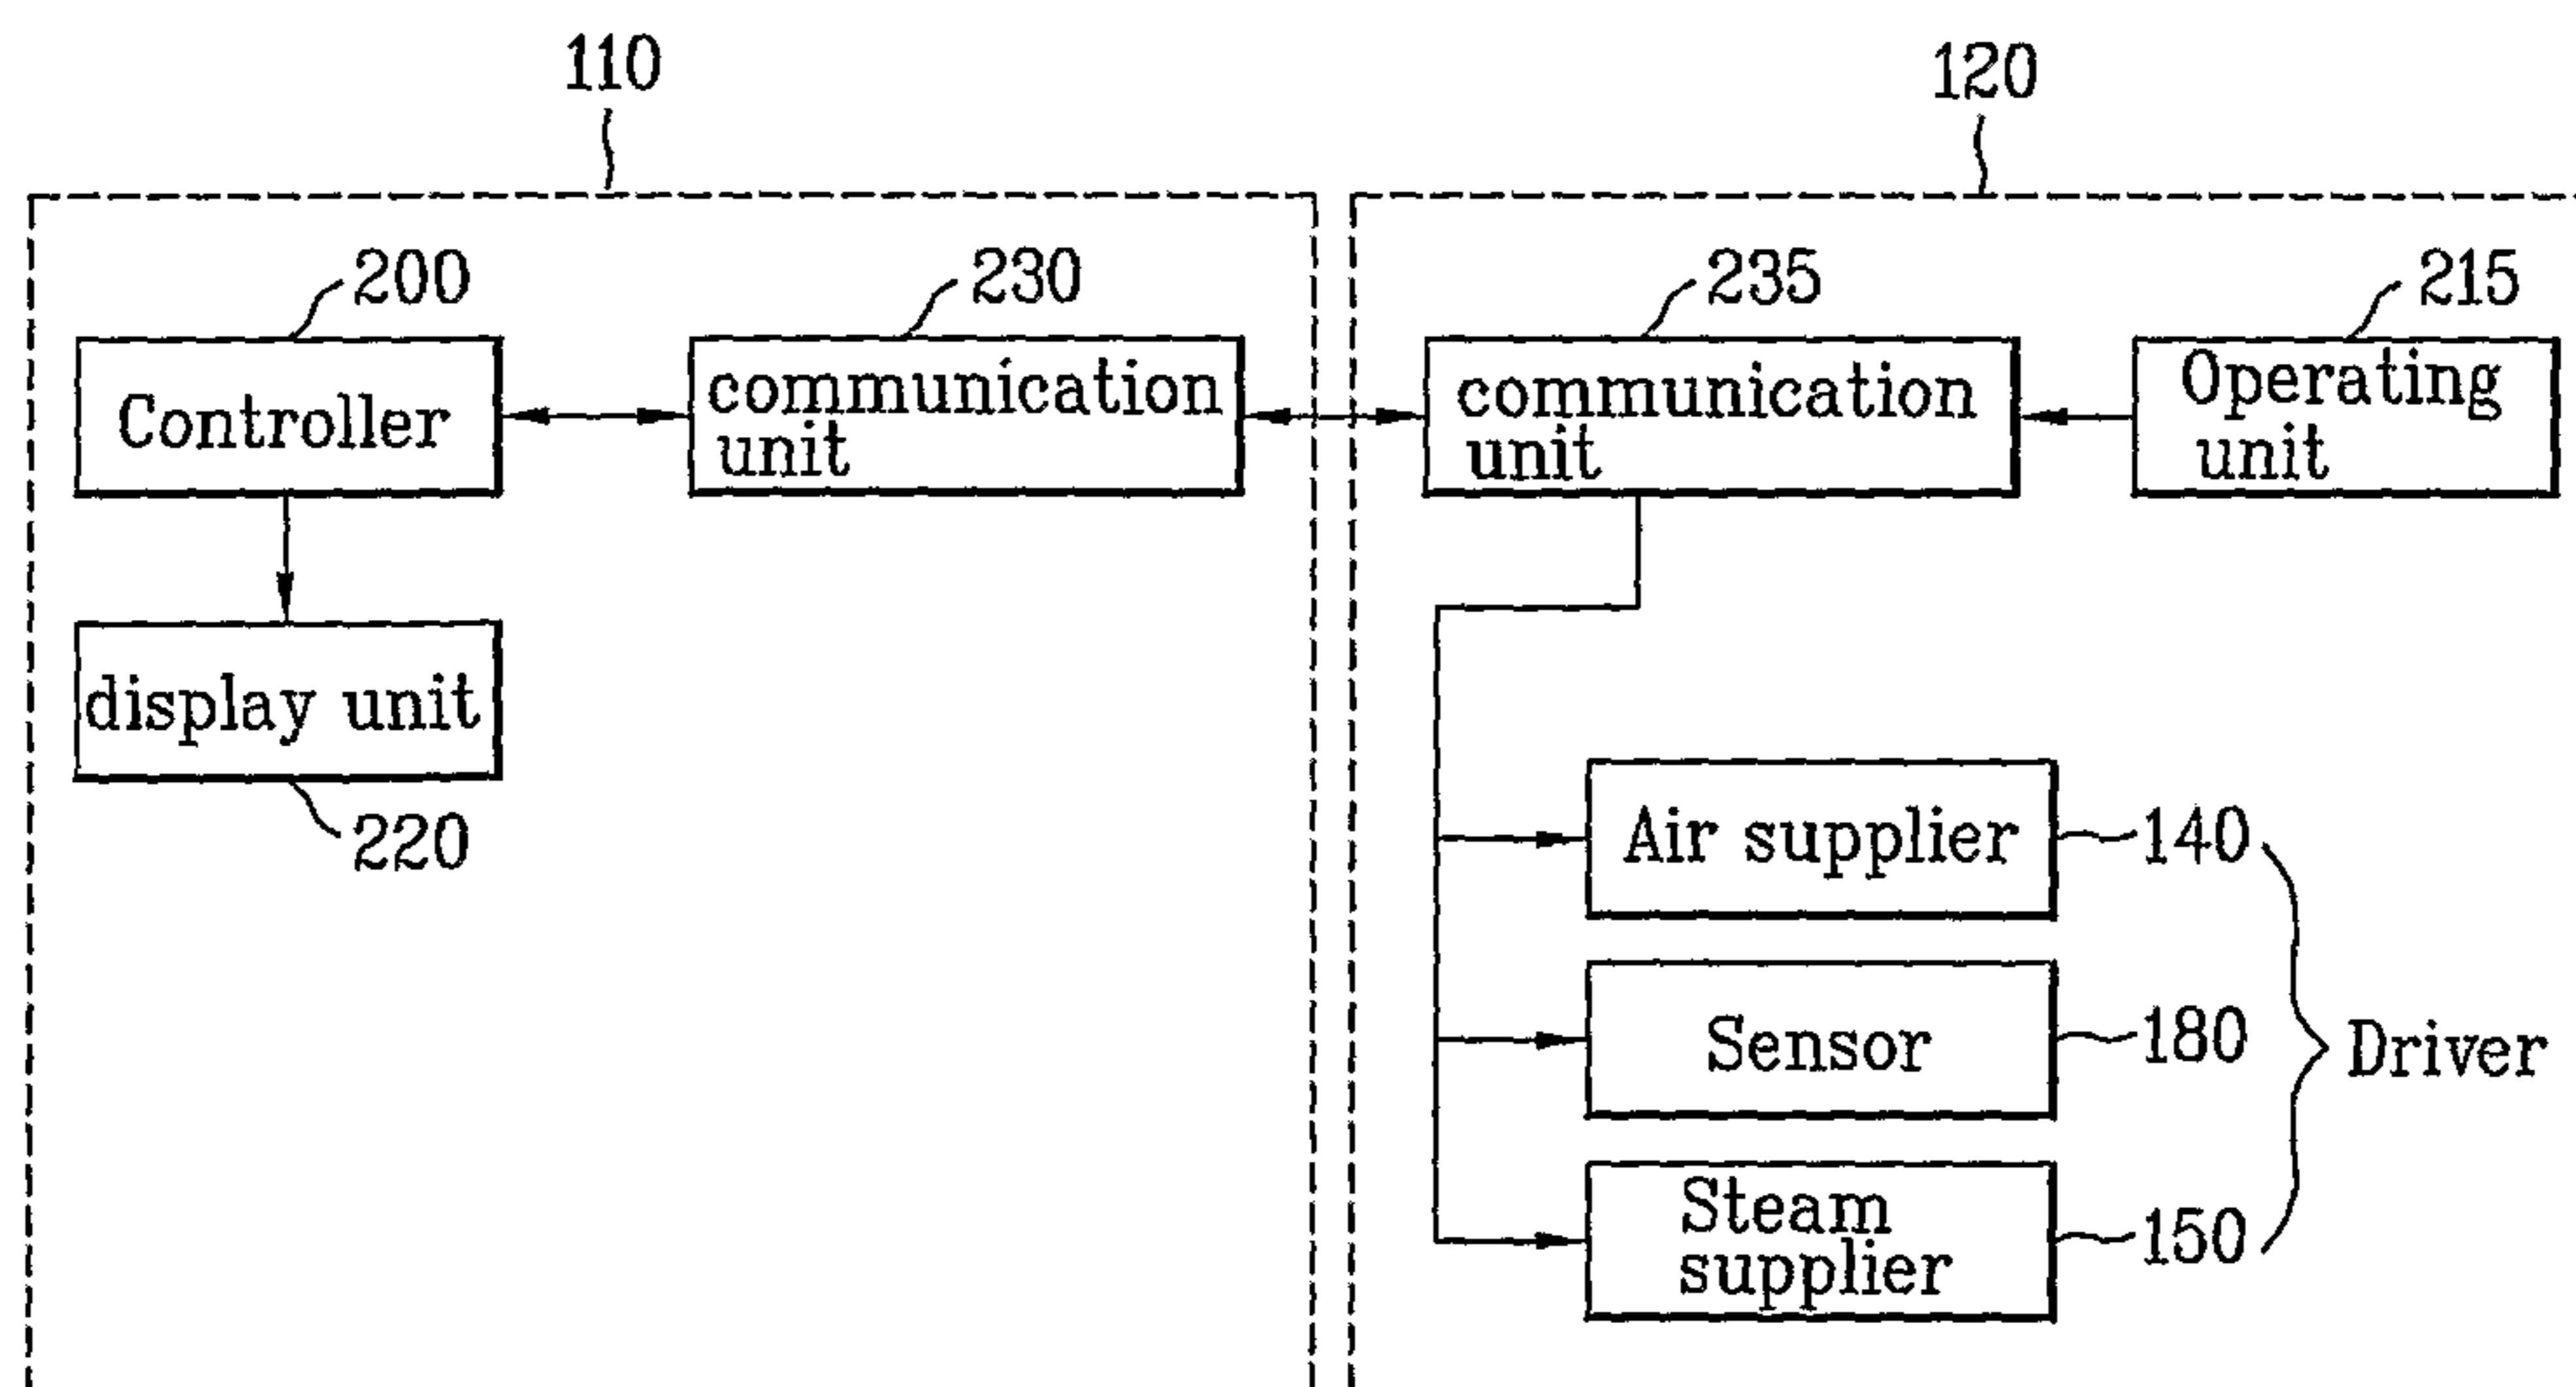 110
120
200
230
235
215
Controller
communication
unit
communication
unit
Operating
unit
display unit
220
Air supplier
140
Sensor
180
Driver
Steam
supplier
150